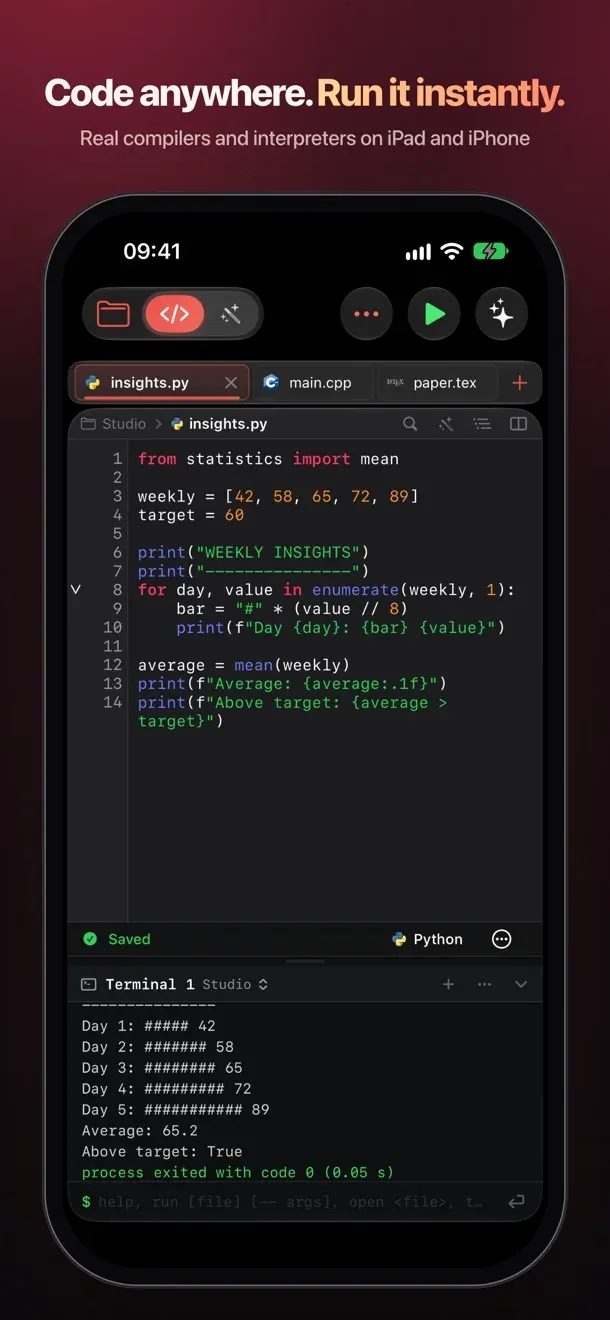 Code anywhere. Run it instantly.
Real compilers and interpreters on iPad and iPhone
09:41
</>
insights.py
main.cpp
paper.tex
Studio > insights.py
1 from statistics import mean
2
3 weekly = [42, 58, 65, 72, 89]
4 target = 60
5
6 print("WEEKLY INSIGHTS")
7 print("---------------")
8 for day, value in enumerate(weekly, 1):
9     bar = "#" * (value // 8)
10     print(f"Day {day}: {bar} {value}")
11
12 average = mean(weekly)
13 print(f"Average: {average:.1f}")
14 print(f"Above target: {average >
target}")
Saved
Python
Terminal 1 Studio
---------------
Day 1: ##### 42
Day 2: ####### 58
Day 3: ######## 65
Day 4: ######### 72
Day 5: ########### 89
Average: 65.2
Above target: True
process exited with code 0 (0.05 s)
$ help, run [file] [-- args], open <file>, t…